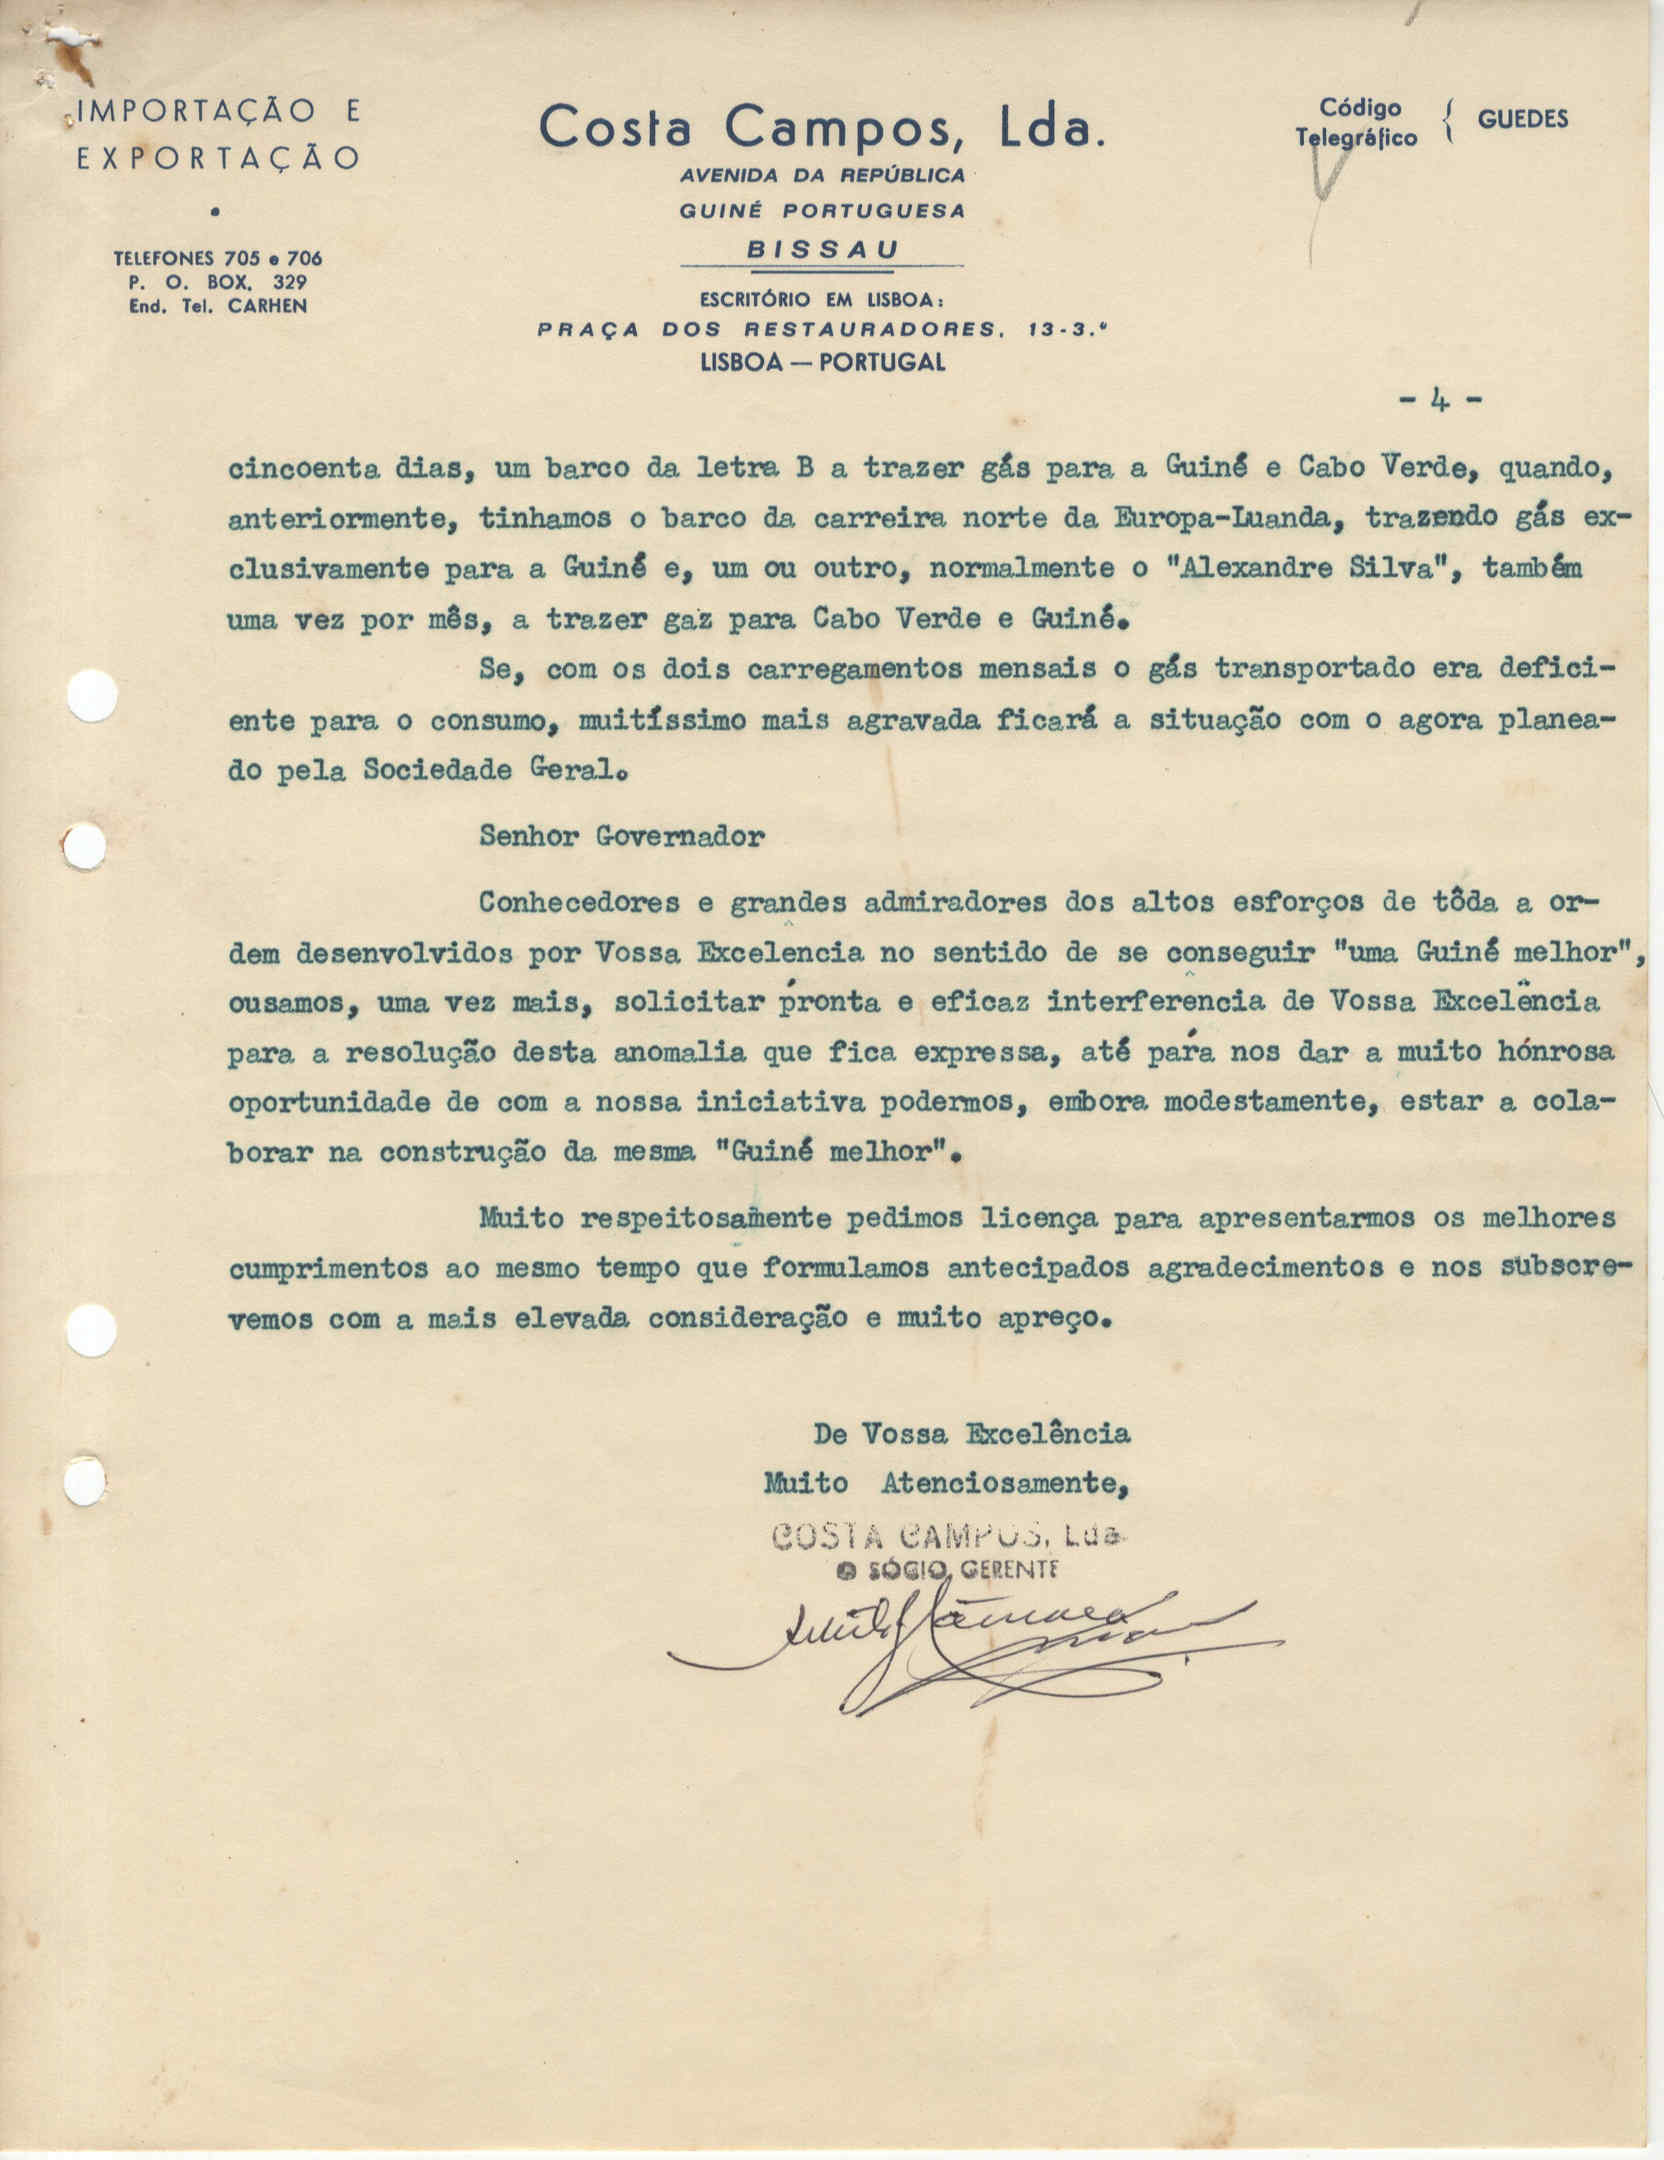 IMPORTAÇÃO E
EXPORTAÇÃO
TELEFONES 705 e 706
P. O. BOX. 329
End. Tel. CARHEN
Costa Campos, Lda.
AVENIDA DA REPÚBLICA
GUINÉ PORTUGUESA
BISSAU
ESCRITÓRIO EM LISBOA:
PRAÇA DOS RESTAURADORES, 13-3.º
LISBOA — PORTUGAL
Código
Telegráfico { GUEDES
- 4 -
cincoenta dias, um barco da letra B a trazer gás para a Guiné e Cabo Verde, quando,
anteriormente, tinhamos o barco da carreira norte da Europa-Luanda, trazendo gás ex-
clusivamente para a Guiné e, um ou outro, normalmente o "Alexandre Silva", também
uma vez por mês, a trazer gaz para Cabo Verde e Guiné.
Se, com os dois carregamentos mensais o gás transportado era defici-
ente para o consumo, muitíssimo mais agravada ficará a situação com o agora planea-
do pela Sociedade Geral.
Senhor Governador
Conhecedores e grandes admiradores dos altos esforços de tôda a or-
dem desenvolvidos por Vossa Excelência no sentido de se conseguir "uma Guiné melhor",
ousamos, uma vez mais, solicitar pronta e eficaz interferência de Vossa Excelência
para a resolução desta anomalia que fica expressa, até para nos dar a muito hónrosa
oportunidade de com a nossa iniciativa podermos, embora modestamente, estar a cola-
borar na construção da mesma "Guiné melhor".
Muito respeitosamente pedimos licença para apresentarmos os melhores
cumprimentos ao mesmo tempo que formulamos antecipados agradecimentos e nos subscre-
vemos com a mais elevada consideração e muito apreço.
De Vossa Excelência
Muito Atenciosamente,
COSTA CAMPOS, Lda
O SÓCIO GERENTE